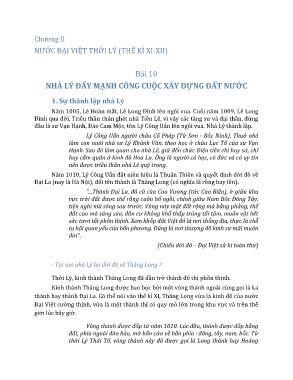 Chương II
NƯỚC ĐẠI VIỆT THỜI LÝ (THẾ KỈ XI-XII)
Bài 10
NHÀ LÝ ĐẨY MẠNH CÔNG CUỘC XÂY DỰNG ĐẤT NƯỚC
1. Sự thành lập nhà Lý
Năm 1005, Lê Hoàn mất, Lê Long Đĩnh lên ngôi vua. Cuối năm 1009, Lê Long
Đĩnh qua đời. Triều thần chán ghét nhà Tiền Lê, vì vậy các tăng sư và đại thần, đứng
đầu là sư Vạn Hạnh, Đào Cam Mộc, tôn Lý Công Uẩn lên ngôi vua. Nhà Lý thành lập.
Lý Công Uẩn người châu Cổ Pháp (Từ Sơn - Bắc Ninh). Thuở nhỏ
làm con nuôi nhà sư Lý Khánh Văn, theo học ở chùa Lục Tổ của sư Vạn
Hạnh. Sau đó làm quan cho nhà Lê, giữ đến chức Điện tiền chỉ huy sứ, chỉ
huy cấm quân ở kinh đô Hoa Lư. Ông là người có học, có đức và có uy tín
nên được triều thần nhà Lê quý trọng.
Năm 1010, Lý Công Uẩn đặt niên hiệu là Thuận Thiên và quyết định dời đô về
Đại La (nay là Hà Nội), đổi tên thành là Thăng Long (có nghĩa là rồng bay lên).
"...Thành Đại La, đô cũ của Cao Vương (tức Cao Biền), ở giữa khu
vực trời đất được thế rồng cuộn hổ ngồi, chính giữa Nam Bắc Đông Tây,
tiện nghi núi sông sau trước. Vùng này mặt đất rộng mà bằng phẳng, thế
đất cao mà sáng sủa, dân cư không khổ thấp trũng tối tăm, muôn vật hết
sức tươi tốt phồn thịnh. Xem khắp đất Việt đó là nơi thắng địa, thực là chỗ
tụ hội quan yếu của bốn phương. Đúng là nơi thượng đô kinh sư mãi muôn
đời".
(Chiếu dời đô - Đại Việt sử kí toàn thư)
- Tại sao nhà Lý lại dời đô về Thăng Long ?
Thời Lý, kinh thành Thăng Long đã dần trở thành đô thị phồn thịnh.
Kinh thành Thăng Long được bao bọc bởi một vòng thành ngoài cùng gọi là La
thành hay thành Đại La. Có thể nói vào thế kỉ XI, Thăng Long vừa là kinh đô của nước
Đại Việt cường thịnh, vừa là một thành thị có quy mô lớn trong khu vực và trên thế
giới lúc bấy giờ.
Vòng thành được đắp từ năm 1010. Lúc đầu, thành được đắp bằng
đất, phía ngoài đào hào, mở bốn cửa về bốn phía : đông, tây, nam, bắc. Từ
thời Lý Thái Tổ, vòng thành này đã được gọi là Long thành hay Hoàng